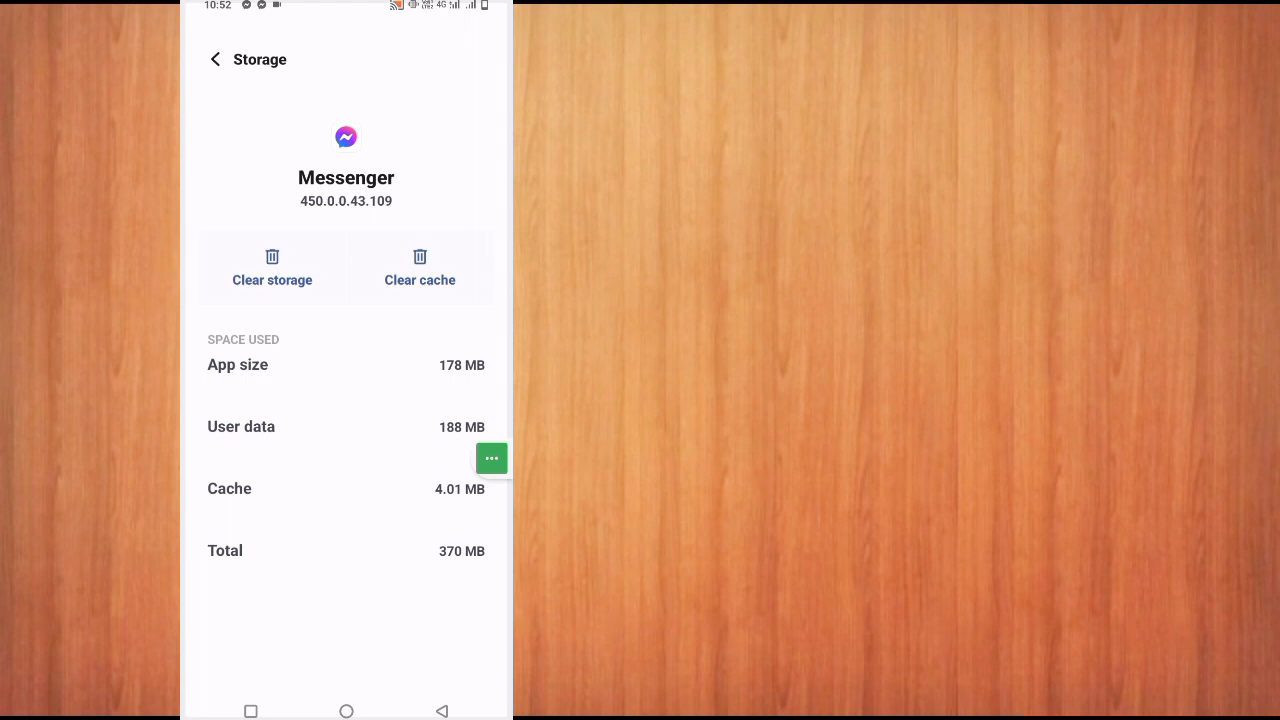 10:52 4G
Storage
Messenger
450.0.0.43.109
Clear storage Clear cache
SPACE USED
App size 178 MB
User data 188 MB
Cache 4.01 MB
Total 370 MB